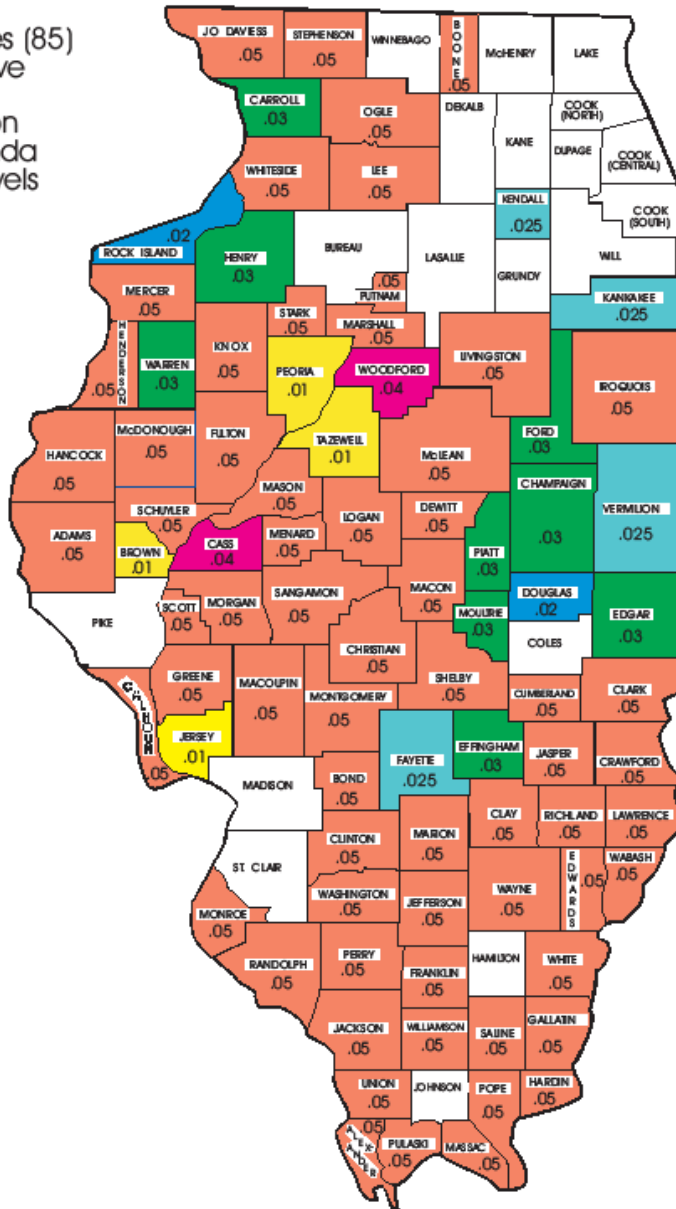 es (85)
ve
on
da
vels
JO DAVIESS
.05
STEPHENSON
.05
WINNEBAGO
BOONE
.05
McHENRY
LAKE
CARROLL
.03
OGLE
.05
DEKALB
KANE
COOK
(NORTH)
DUPAGE
COOK
(CENTRAL)
WHITESIDE
.05
LEE
.05
KENDALL
.025
COOK
(SOUTH)
.02
ROCK ISLAND
HENRY
.03
BUREAU
LASALLE
GRUNDY
WILL
MERCER
.05
.05
PUTNAM
KANKAKEE
.025
STARK
.05
MARSHALL
.05
HENDERSON
.05
WARREN
.03
KNOX
.05
PEORIA
.01
WOODFORD
.04
LIVINGSTON
.05
IROQUOIS
.05
HANCOCK
.05
McDONOUGH
.05
FULTON
.05
TAZEWELL
.01
McLEAN
.05
FORD
.03
CHAMPAIGN
.03
VERMILION
.025
MASON
.05
SCHUYLER
.05
ADAMS
.05
BROWN
.01
CASS
.04
MENARD
.05
LOGAN
.05
DEWITT
.05
PIATT
.03
PIKE
SCOTT
.05
MORGAN
.05
SANGAMON
.05
MACON
.05
MOULTRIE
.03
DOUGLAS
.02
EDGAR
.03
COLES
CHRISTIAN
.05
CALHOUN
.05
GREENE
.05
MACOUPIN
.05
MONTGOMERY
.05
SHELBY
.05
CUMBERLAND
.05
CLARK
.05
JERSEY
.01
MADISON
BOND
.05
FAYETTE
.025
EFFINGHAM
.03
JASPER
.05
CRAWFORD
.05
CLINTON
.05
MARION
.05
CLAY
.05
RICHLAND
.05
LAWRENCE
.05
ST. CLAIR
WASHINGTON
.05
JEFFERSON
.05
WAYNE
.05
EDWARDS
.05
WABASH
.05
MONROE
.05
RANDOLPH
.05
PERRY
.05
FRANKLIN
.05
HAMILTON
WHITE
.05
JACKSON
.05
WILLIAMSON
.05
SALINE
.05
GALLATIN
.05
UNION
.05
JOHNSON
POPE
.05
HARDIN
.05
.05
ALEX-
ANDER
PULASKI
.05
MASSAC
.05